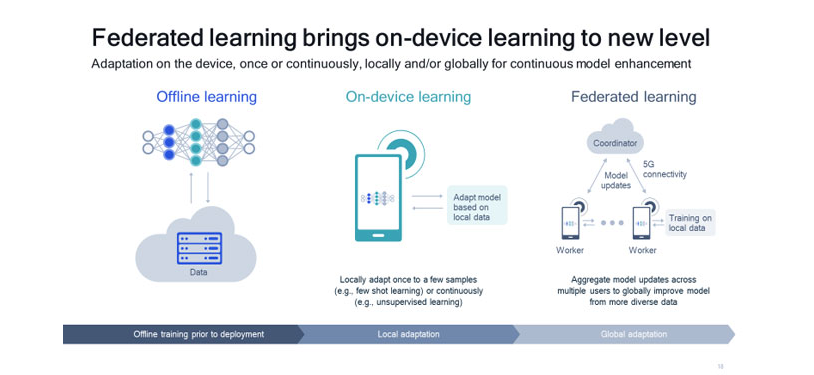 Federated learning brings on-device learning to new level
Adaptation on the device, once or continuously, locally and/or globally for continuous model enhancement
Offline learning
Data
On-device learning
Adapt model
based on
local data
Locally adapt once to a few samples
(e.g., few shot learning) or continuously
(e.g., unsupervised learning)
Federated learning
Coordinator
Model
updates
5G
connectivity
Training on
local data
Worker
Worker
Aggregate model updates across
multiple users to globally improve model
from more diverse data
Offline training prior to deployment
Local adaptation
Global adaptation